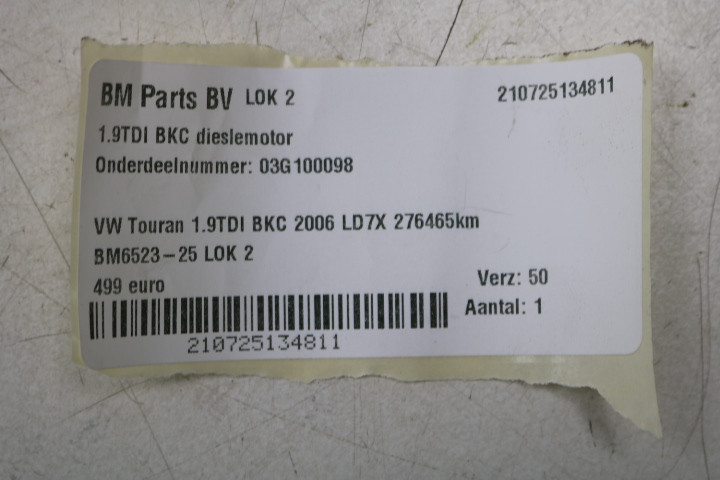 BM Parts BV LOK 2 210725134811
1.9TDI BKC dieslemotor
Onderdeelnummer: 03G100098
VW Touran 1.9TDI BKC 2006 LD7X 276465km
BM6523-25 LOK 2
499 euro Verz: 50
Aantal: 1
210725134811